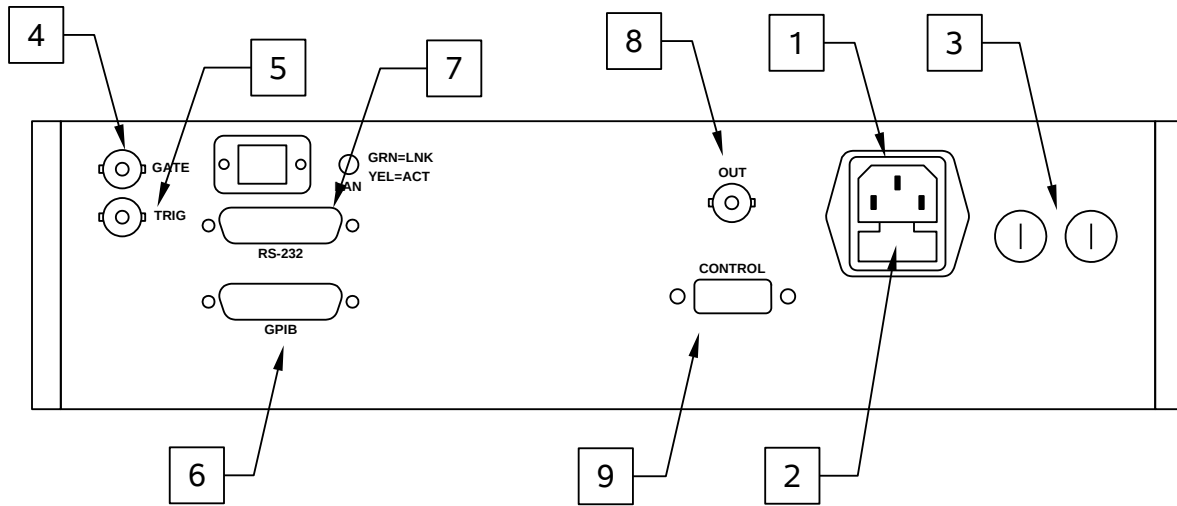 4
5
7
8
1
3
GATE
TRIG
GRN=LNK
YEL=ACT
LAN
RS-232
GPIB
OUT
CONTROL
6
9
2